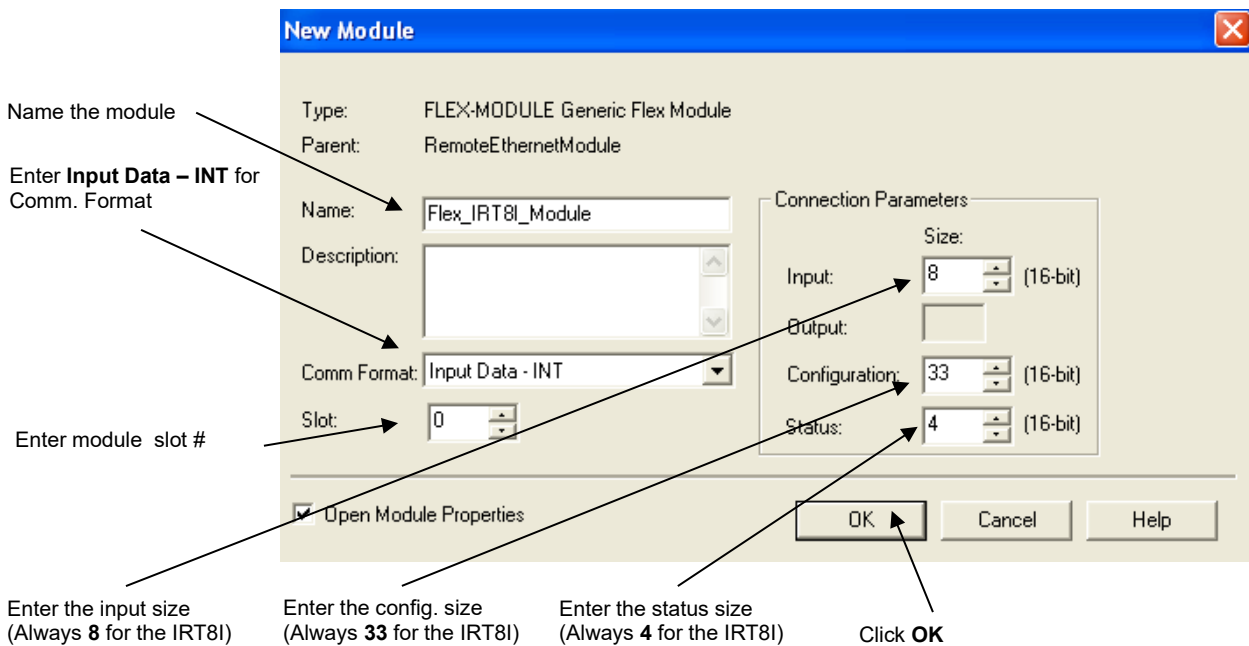 New Module
Name the module
Type: FLEX-MODULE Generic Flex Module
Parent: RemoteEthernetModule
Enter Input Data – INT for
Comm. Format
Name: Flex_IRT8I_Module
Description:
Comm Format: Input Data - INT
Slot: 0
Enter module slot #
Connection Parameters
Size:
Input: 8 (16-bit)
Output:
Configuration: 33 (16-bit)
Status: 4 (16-bit)
Open Module Properties
OK Cancel Help
Enter the input size
(Always 8 for the IRT8I)
Enter the config. size
(Always 33 for the IRT8I)
Enter the status size
(Always 4 for the IRT8I)
Click OK